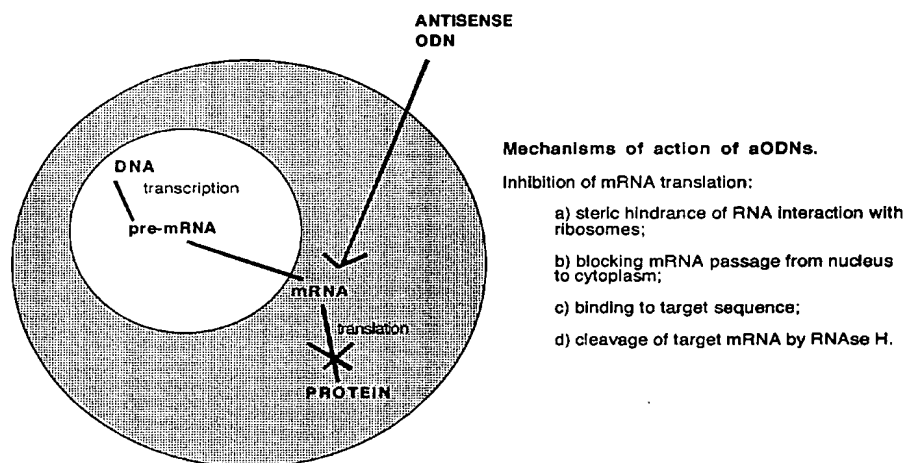 ANTISENSE
ODN
DNA
transcription
pre-mRNA
mRNA
translation
PROTEIN
Mechanisms of action of aODNs.
Inhibition of mRNA translation:
a) steric hindrance of RNA interaction with
ribosomes;
b) blocking mRNA passage from nucleus
to cytoplasm;
c) binding to target sequence;
d) cleavage of target mRNA by RNAse H.